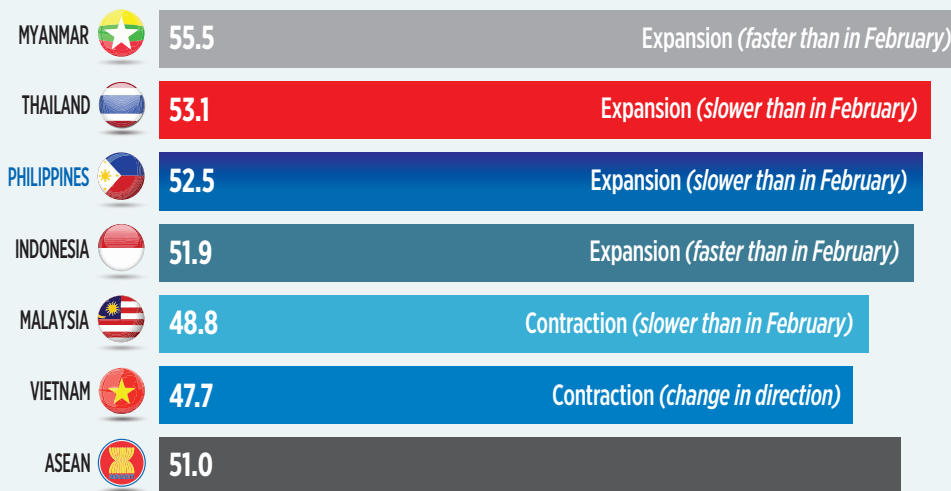 MYANMAR 55.5 Expansion (faster than in February)
THAILAND 53.1 Expansion (slower than in February)
PHILIPPINES 52.5 Expansion (slower than in February)
INDONESIA 51.9 Expansion (faster than in February)
MALAYSIA 48.8 Contraction (slower than in February)
VIETNAM 47.7 Contraction (change in direction)
ASEAN 51.0